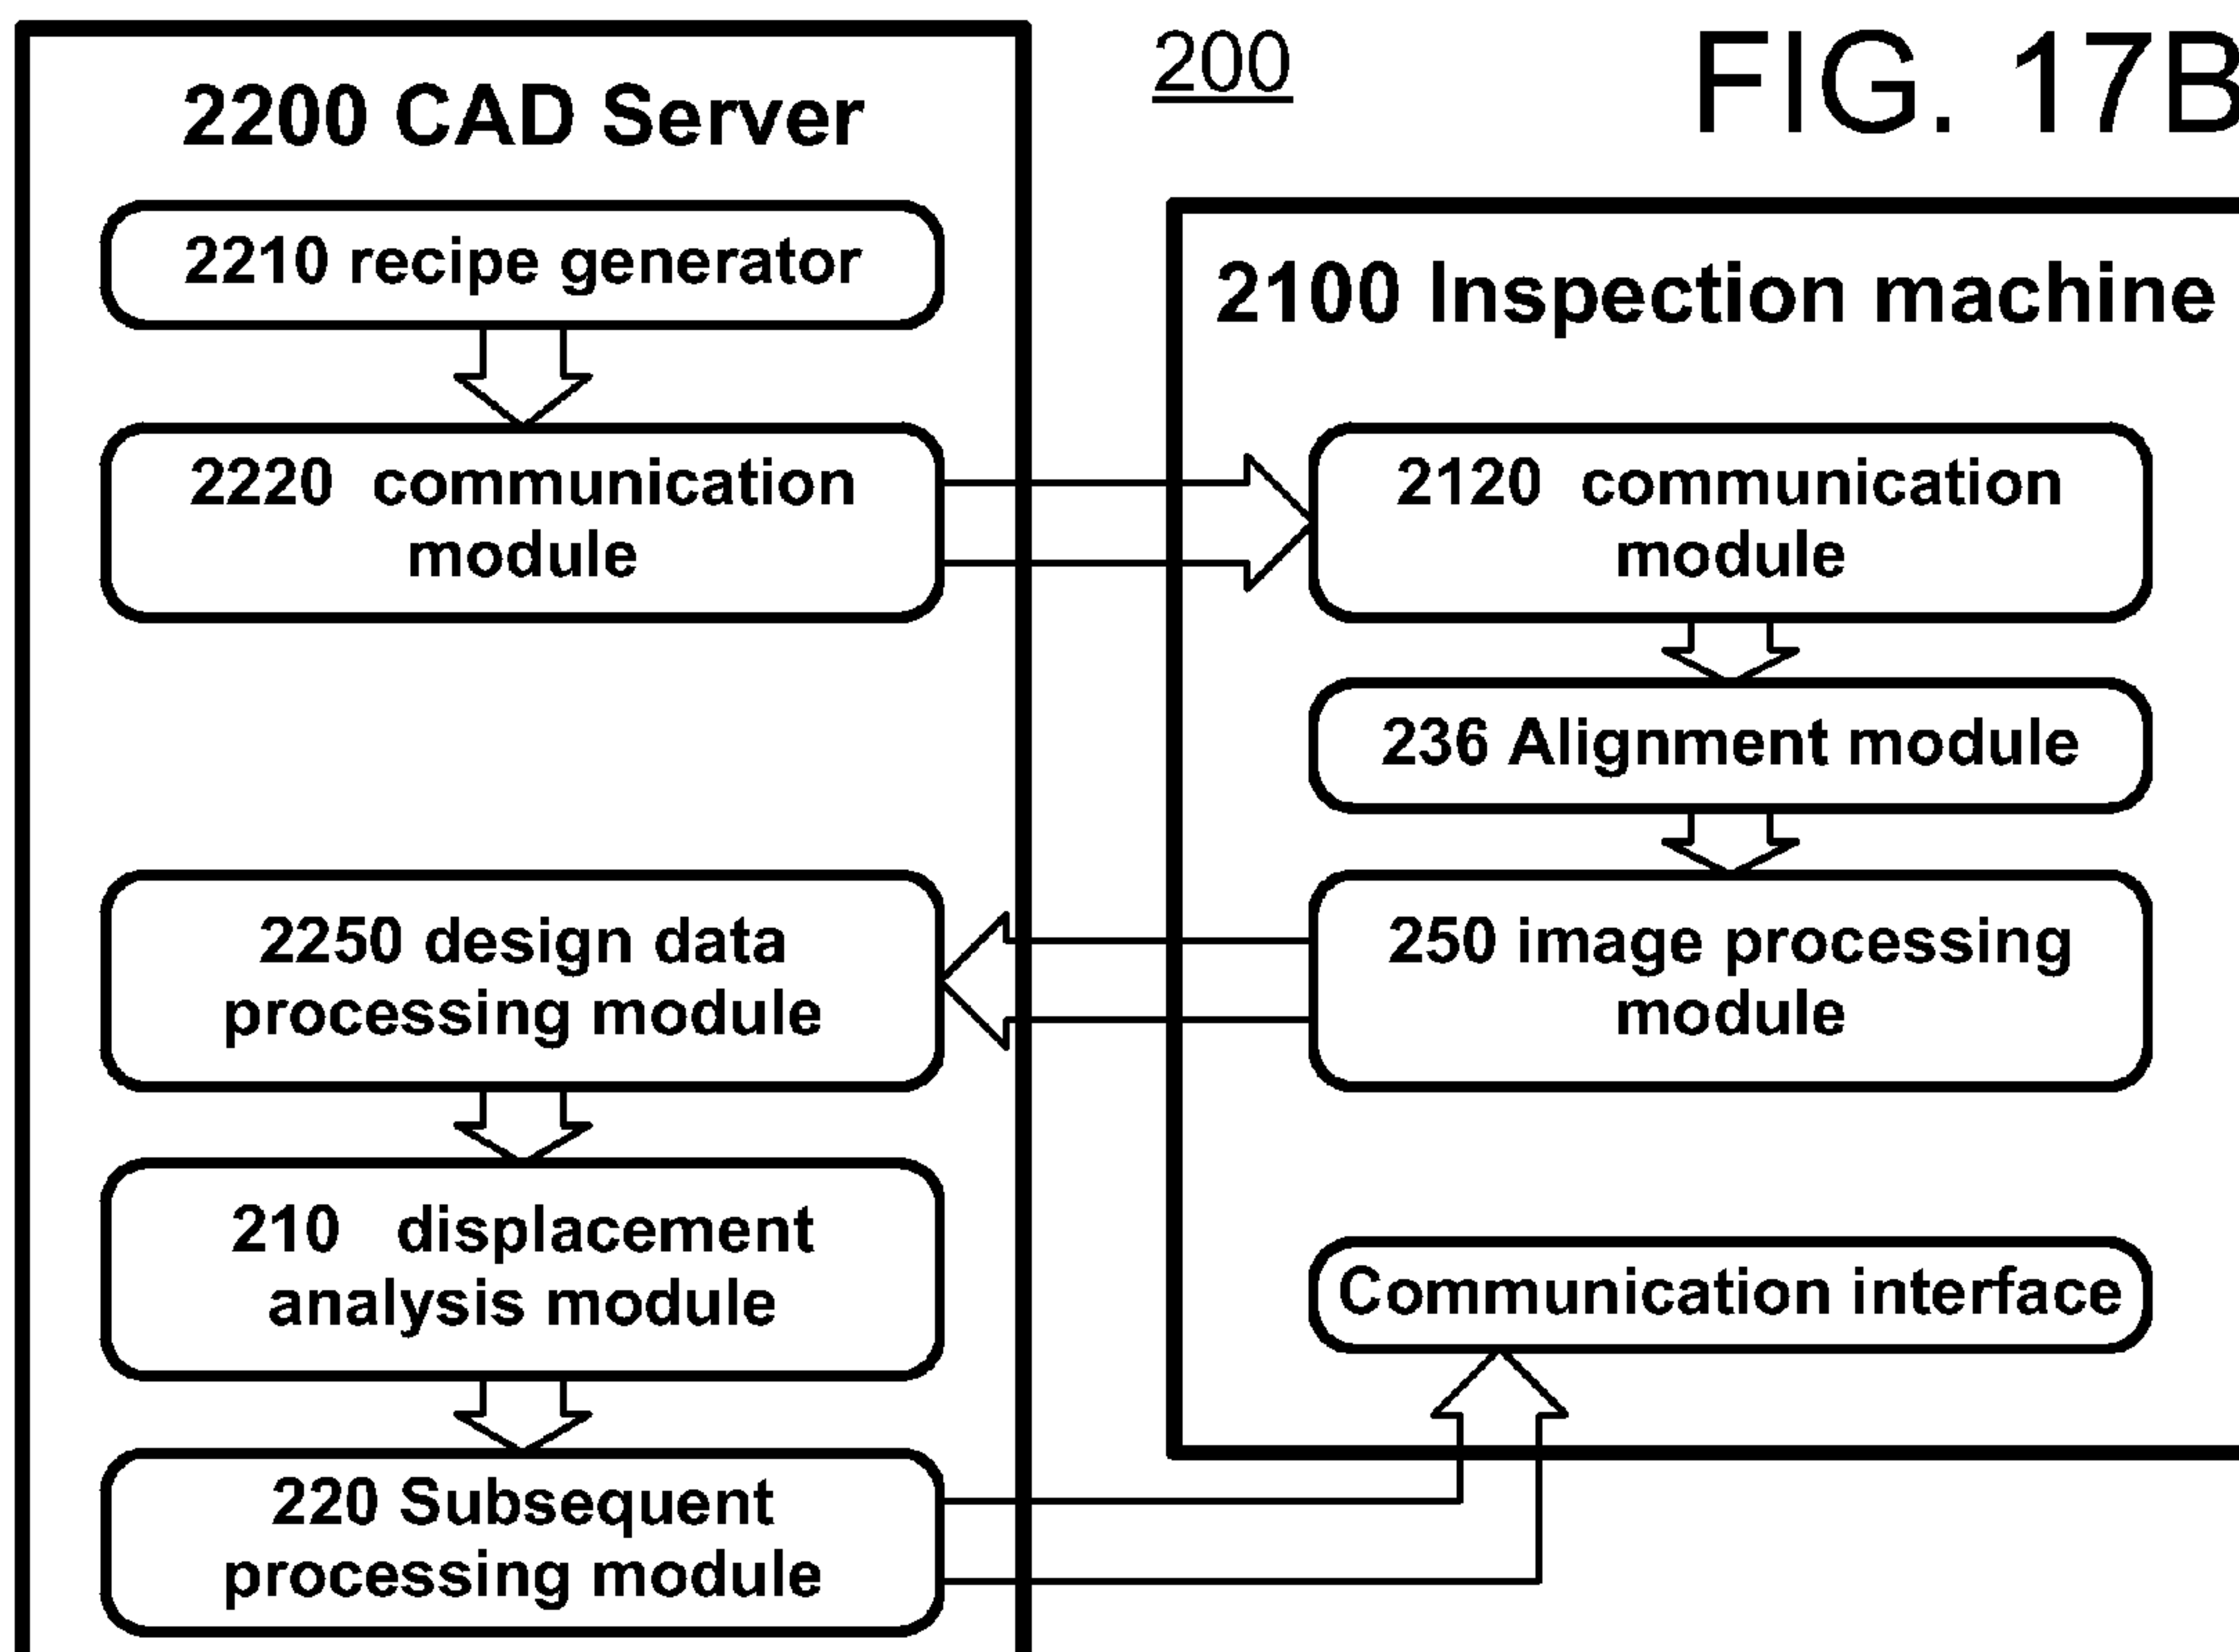 200
FIG. 17B
2200 CAD Server
2210 recipe generator
2220 communication
module
2250 design data
processing module
210 displacement
analysis module
220 Subsequent
processing module
2100 Inspection machine
2120 communication
module
236 Alignment module
250 image processing
module
Communication interface